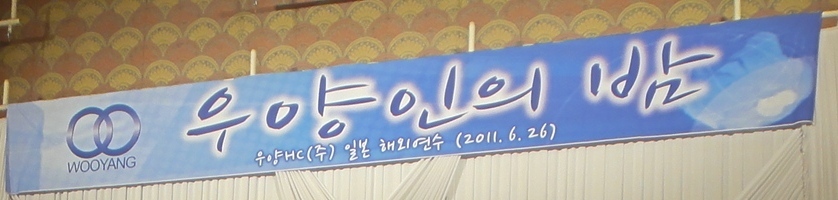 우양인의 밤
WOOYANG
우양HC(주) 일본 해외연수 (2011. 6. 26)